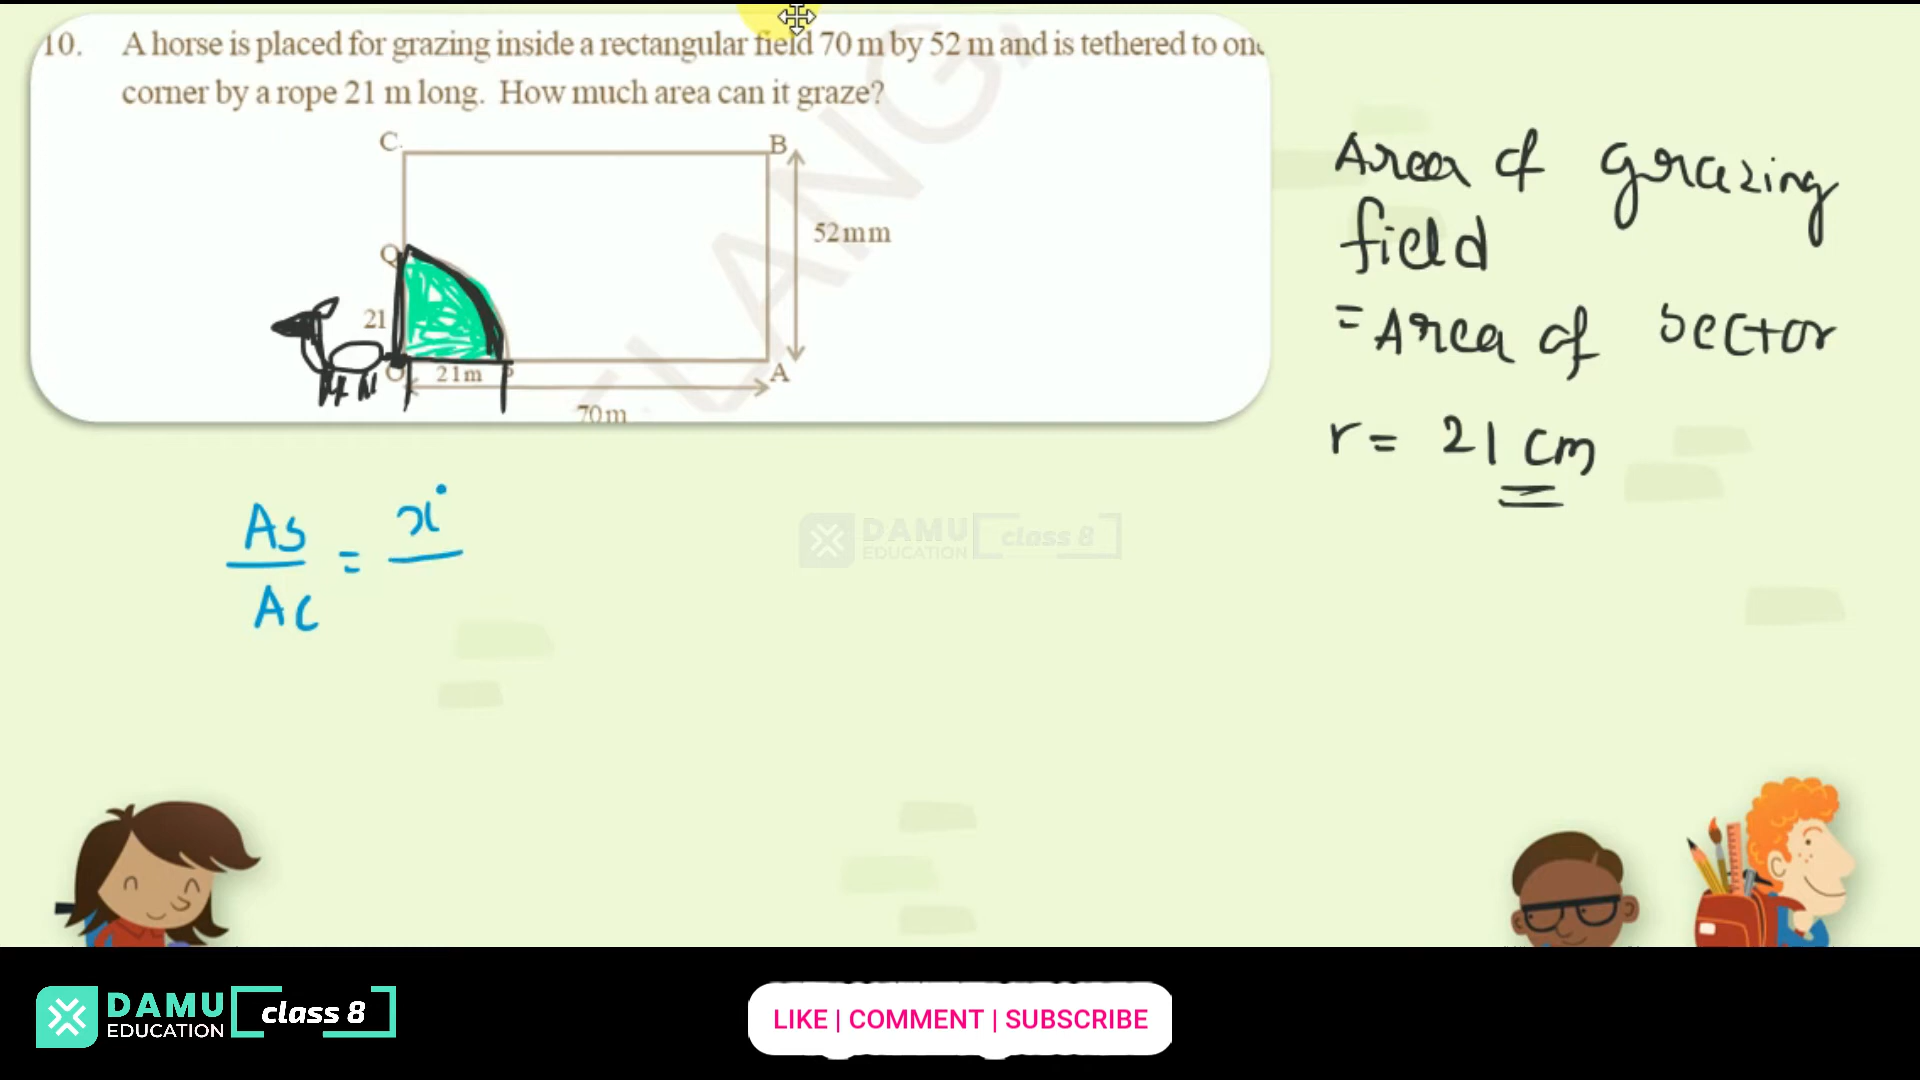 10. A horse is placed for grazing inside a rectangular field 70 m by 52 m and is tethered to one
corner by a rope 21 m long. How much area can it graze?
C
B
52mm
Q
21
O
21m
P
A
70m
Area of grazing
field
= Area of sector
r = 21 cm
As
Ac
=
x°
DAMU
EDUCATION
class 8
DAMU
EDUCATION
class 8
LIKE | COMMENT | SUBSCRIBE